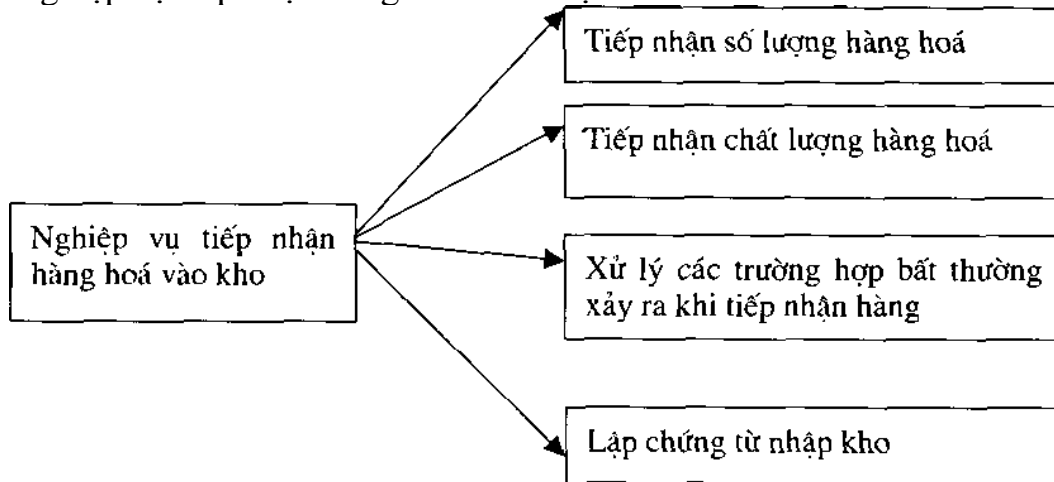 Tiếp nhận số lượng hàng hoá
Tiếp nhận chất lượng hàng hoá
Nghiệp vụ tiếp nhận
hàng hoá vào kho
Xử lý các trường hợp bất thường
xảy ra khi tiếp nhận hàng
Lập chứng từ nhập kho